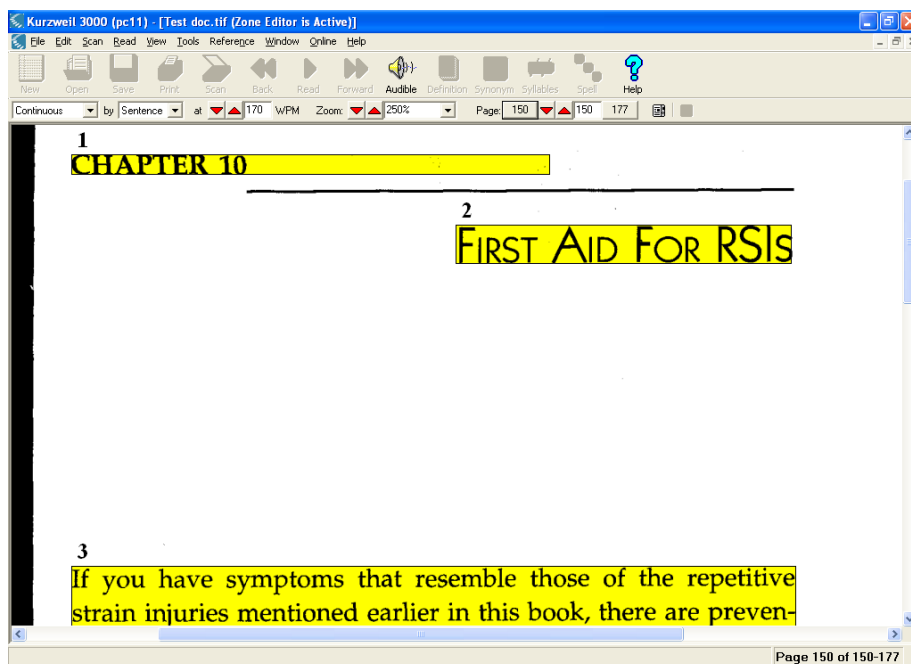 Kurzweil 3000 (pc11) - [Test doc.tif (Zone Editor is Active)]
File Edit Scan Read View Tools Reference Window Online Help
New Open Save Print Scan Back Read Forward Audible Definition Synonym Syllables Spell Help
Continuous by Sentence at 170 WPM Zoom: 250% Page: 150 150 177
1
CHAPTER 10
2
FIRST AID FOR RSIs
3
If you have symptoms that resemble those of the repetitive
strain injuries mentioned earlier in this book, there are preven-
Page 150 of 150-177